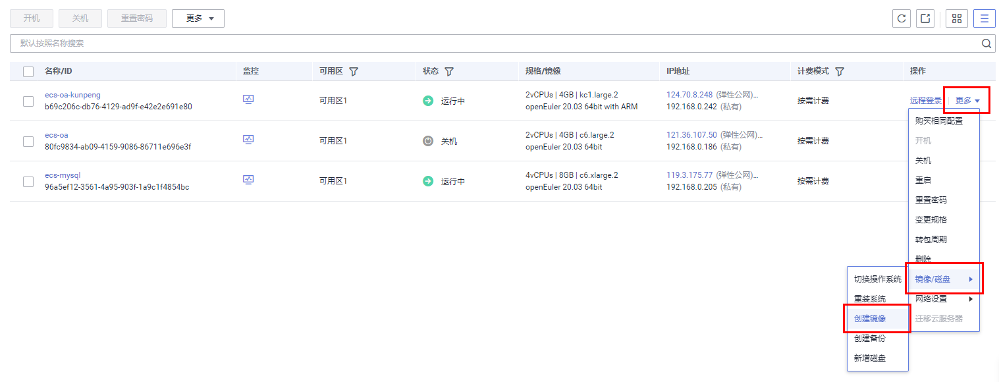 开机 关机 重置密码 更多
默认按照名称搜索
名称/ID 监控 可用区 状态 规格/镜像 IP地址 计费模式 操作
ecs-oa-kunpeng
b69c206c-db76-4129-ad9f-e42e2e691e80
可用区1
运行中
2vCPUs | 4GB | kc1.large.2
openEuler 20.03 64bit with ARM
124.70.8.248 (弹性公网)...
192.168.0.242 (私有)
按需计费
远程登录 更多
ecs-oa
80fc9834-ab09-4159-9086-86711e696e3f
可用区1
关机
2vCPUs | 4GB | c6.large.2
openEuler 20.03 64bit
121.36.107.50 (弹性公网)...
192.168.0.186 (私有)
按需计费
ecs-mysql
96a5ef12-3561-4a95-903f-1a9c1f4854bc
可用区1
运行中
4vCPUs | 8GB | c6.xlarge.2
openEuler 20.03 64bit
119.3.175.77 (弹性公网)...
192.168.0.205 (私有)
按需计费
购买相同配置
开机
关机
重启
重置密码
变更规格
转包周期
删除
镜像/磁盘
网络设置
迁移云服务器
切换操作系统
重装系统
创建镜像
创建备份
新增磁盘